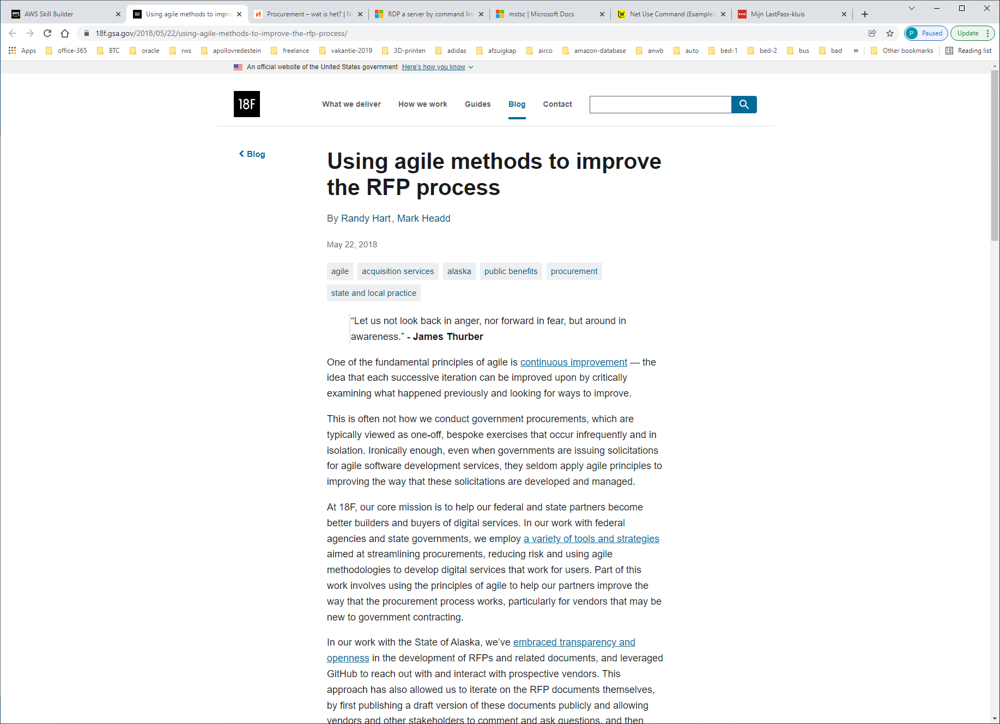 AWS Skill Builder
Using agile methods to impro
Procurement – wat is het? | N
RDP a server by command lin
mstsc | Microsoft Docs
Net Use Command (Examples,
Mijn LastPass-kluis
18f.gsa.gov/2018/05/22/using-agile-methods-to-improve-the-rfp-process/
P Paused
Update
Apps office-365 BTC oracle rws apollovredestein freelance vakantie-2019 3D-printen adidas afzuigkap airco amazon-database anwb auto bed-1 bed-2 bus bad » Other bookmarks Reading list
An official website of the United States government Here's how you know
18F
What we deliver How we work Guides Blog Contact
Blog
Using agile methods to improve
the RFP process
By Randy Hart, Mark Headd
May 22, 2018
agile acquisition services alaska public benefits procurement
state and local practice
“Let us not look back in anger, nor forward in fear, but around in
awareness.” - James Thurber
One of the fundamental principles of agile is continuous improvement — the
idea that each successive iteration can be improved upon by critically
examining what happened previously and looking for ways to improve.
This is often not how we conduct government procurements, which are
typically viewed as one-off, bespoke exercises that occur infrequently and in
isolation. Ironically enough, even when governments are issuing solicitations
for agile software development services, they seldom apply agile principles to
improving the way that these solicitations are developed and managed.
At 18F, our core mission is to help our federal and state partners become
better builders and buyers of digital services. In our work with federal
agencies and state governments, we employ a variety of tools and strategies
aimed at streamlining procurements, reducing risk and using agile
methodologies to develop digital services that work for users. Part of this
work involves using the principles of agile to help our partners improve the
way that the procurement process works, particularly for vendors that may be
new to government contracting.
In our work with the State of Alaska, we’ve embraced transparency and
openness in the development of RFPs and related documents, and leveraged
GitHub to reach out with and interact with prospective vendors. This
approach has also allowed us to iterate on the RFP documents themselves,
by first publishing a draft version of these documents publicly and allowing
vendors and other stakeholders to comment and ask questions, and then